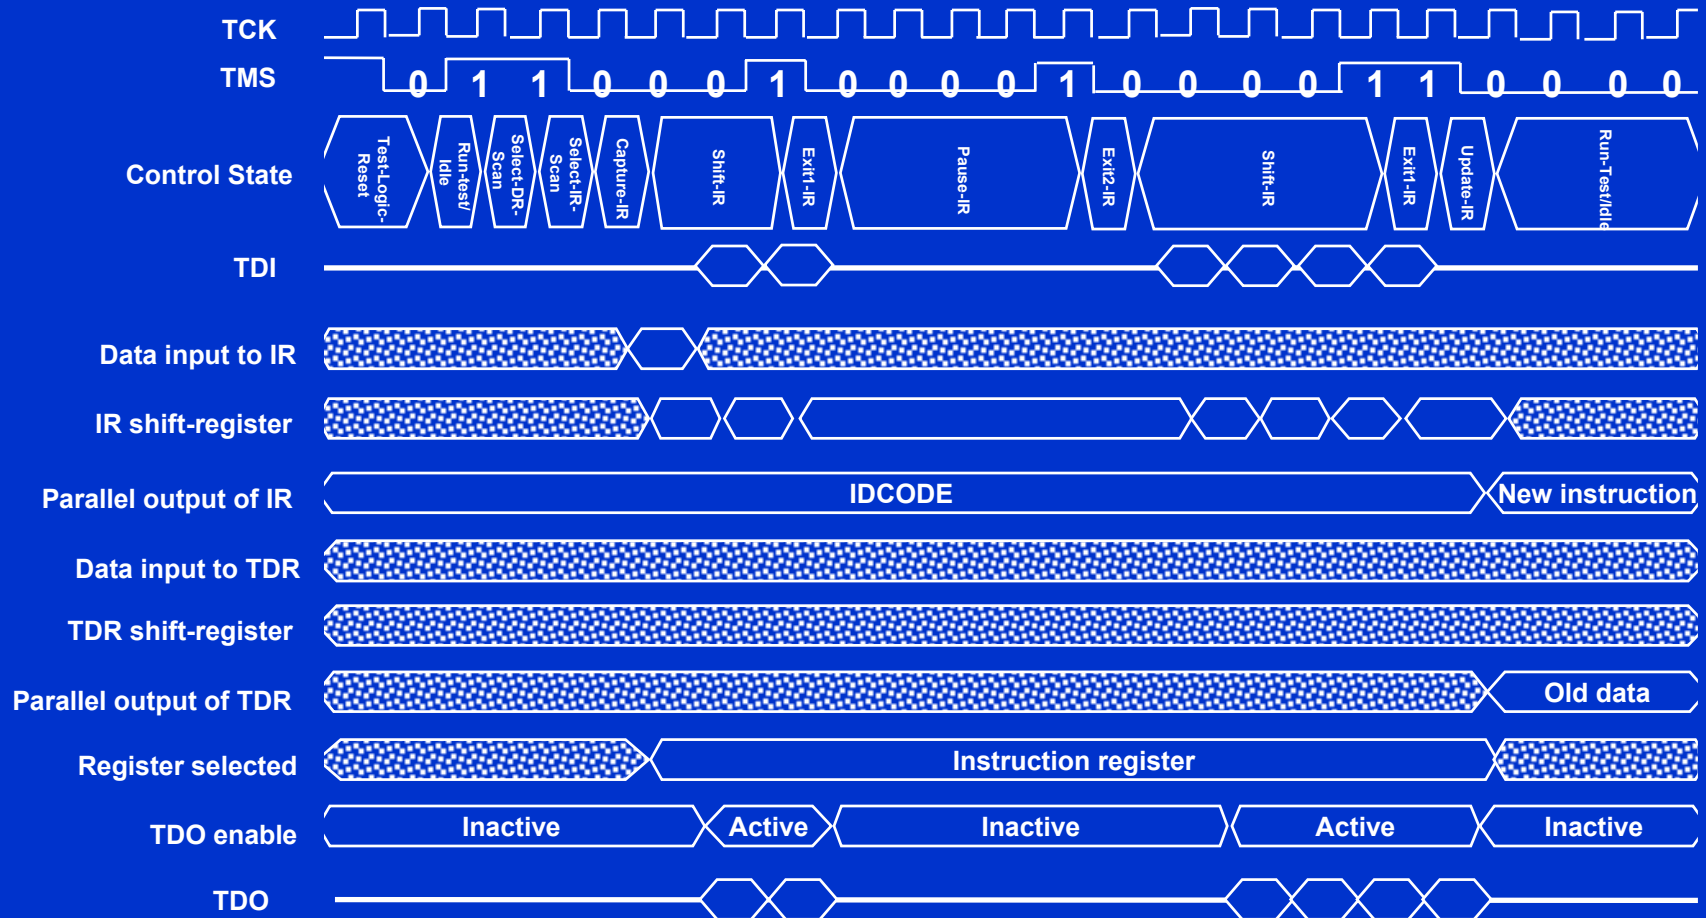 TCK
TMS
0 1 1 0 0 0 1 0 0 0 0 1 0 0 0 0 1 1 0 0 0 0
Control State
Test-Logic-
Reset
Run-test/
Idle
Select-DR-
Scan
Select-IR-
Scan
Capture-IR
Shift-IR
Exit1-IR
Pause-IR
Exit2-IR
Shift-IR
Exit1-IR
Update-IR
Run-Test/Idle
TDI
Data input to IR
IR shift-register
Parallel output of IR
IDCODE
New instruction
Data input to TDR
TDR shift-register
Parallel output of TDR
Old data
Register selected
Instruction register
TDO enable
Inactive
Active
Inactive
Active
Inactive
TDO